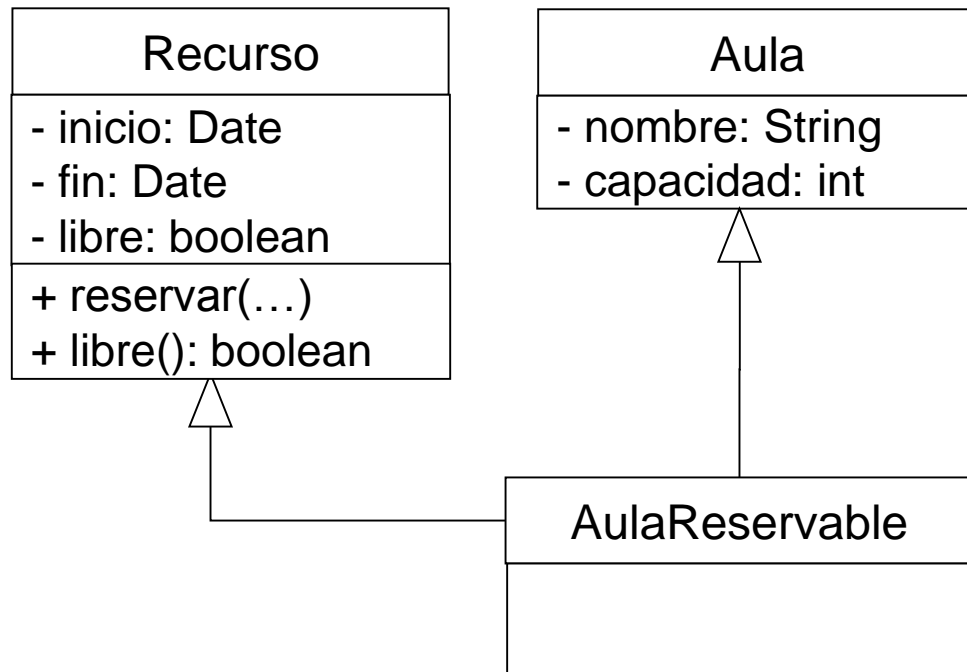 Recurso
- inicio: Date
- fin: Date
- libre: boolean
+ reservar(…)
+ libre(): boolean
Aula
- nombre: String
- capacidad: int
AulaReservable